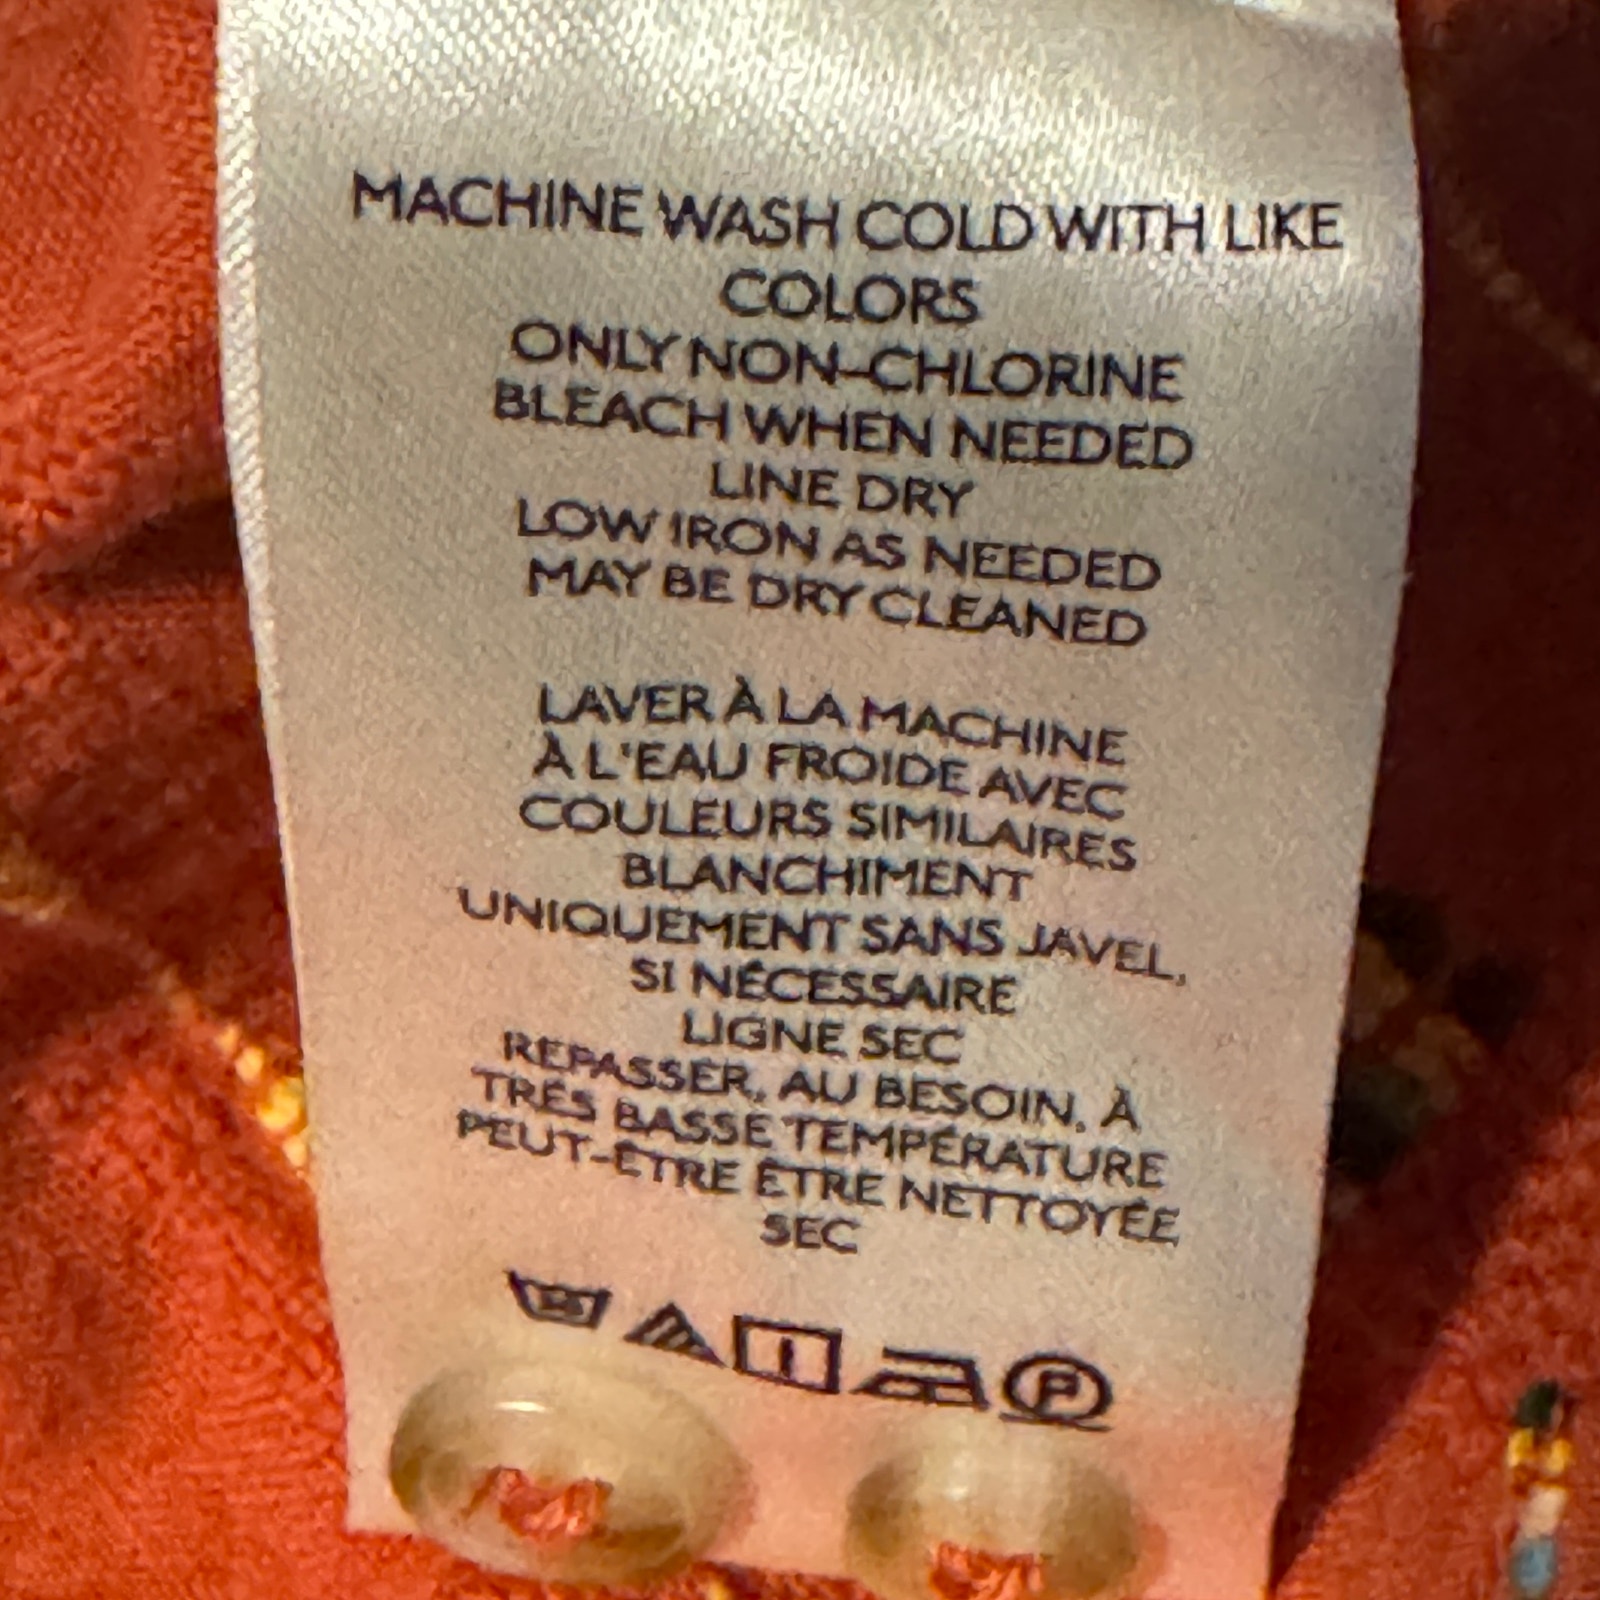 MACHINE WASH COLD WITH LIKE
COLORS
ONLY NON-CHLORINE
BLEACH WHEN NEEDED
LINE DRY
LOW IRON AS NEEDED
MAY BE DRY CLEANED
LAVER À LA MACHINE
À L'EAU FROIDE AVEC
COULEURS SIMILAIRES
BLANCHIMENT
UNIQUEMENT SANS JAVEL,
SI NÉCESSAIRE
LIGNE SEC
REPASSER, AU BESOIN, À
TRÈS BASSE TEMPÉRATURE
PEUT-ÊTRE ÊTRE NETTOYÉE
SEC
P